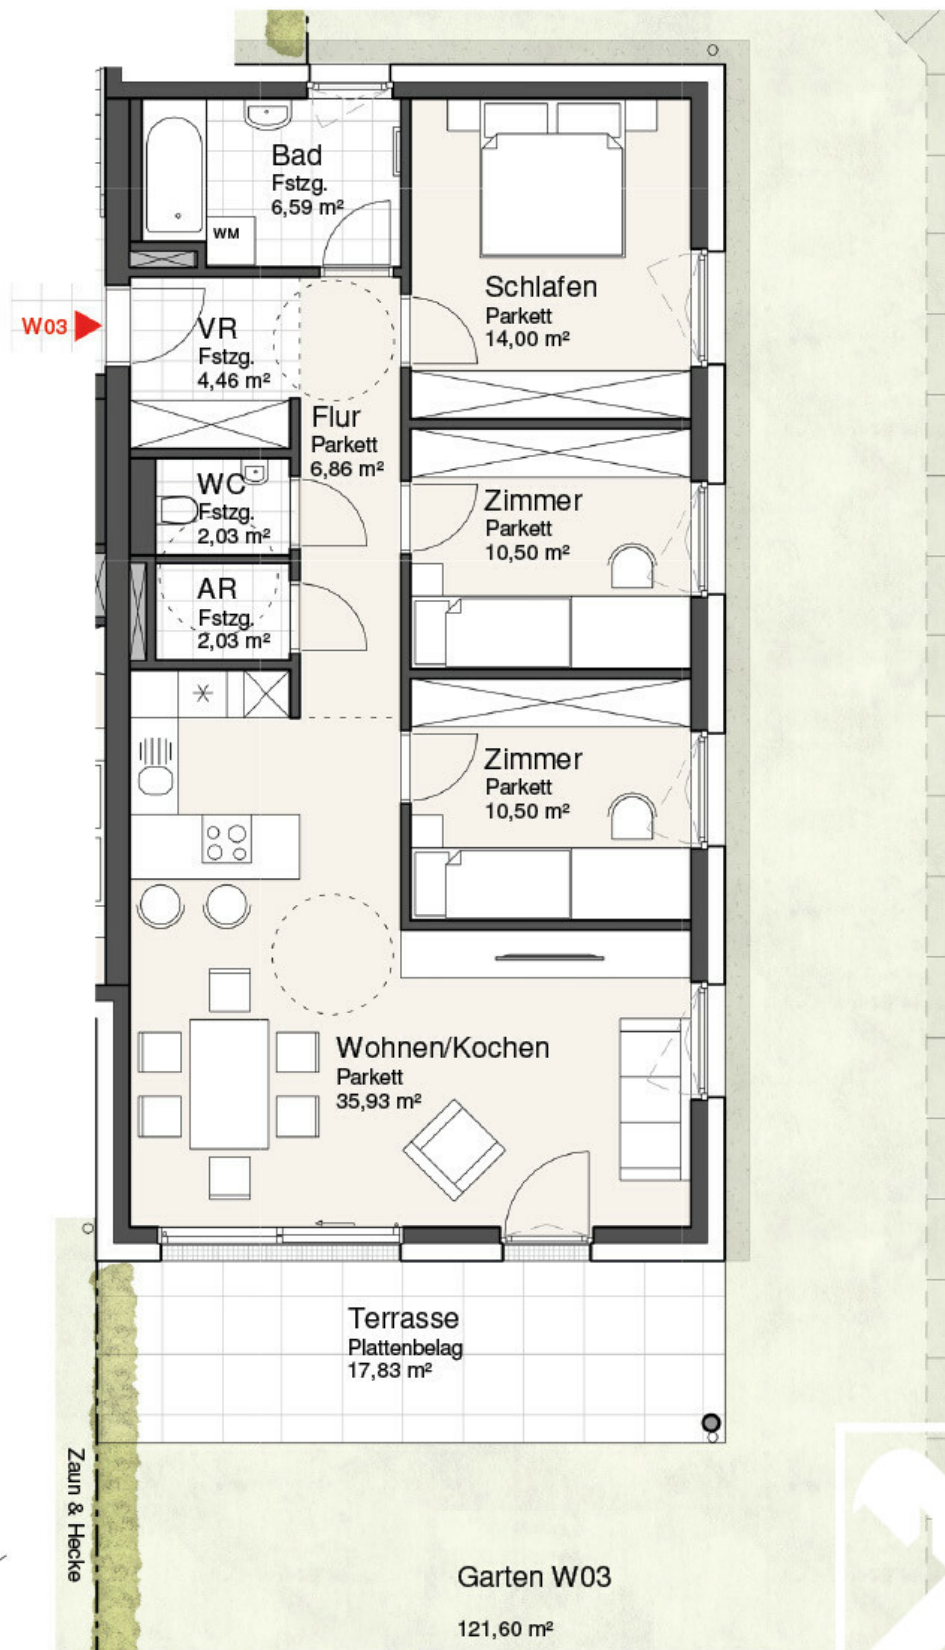 Bad
Fstzg.
6,59 m²
WM
Schlafen
Parkett
14,00 m²
W03
VR
Fstzg.
4,46 m²
Flur
Parkett
6,86 m²
WC
Fstzg.
2,03 m²
Zimmer
Parkett
10,50 m²
AR
Fstzg.
2,03 m²
Zimmer
Parkett
10,50 m²
Wohnen/Kochen
Parkett
35,93 m²
Terrasse
Plattenbelag
17,83 m²
Zaun & Hecke
Garten W03
121,60 m²